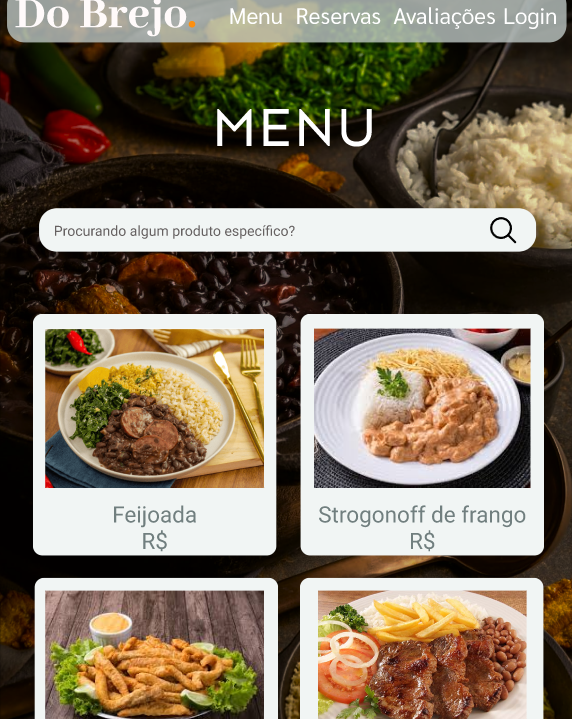 Do Brejo.
Menu Reservas Avaliações Login
MENU
Procurando algum produto específico?
Feijoada
R$
Strogonoff de frango
R$